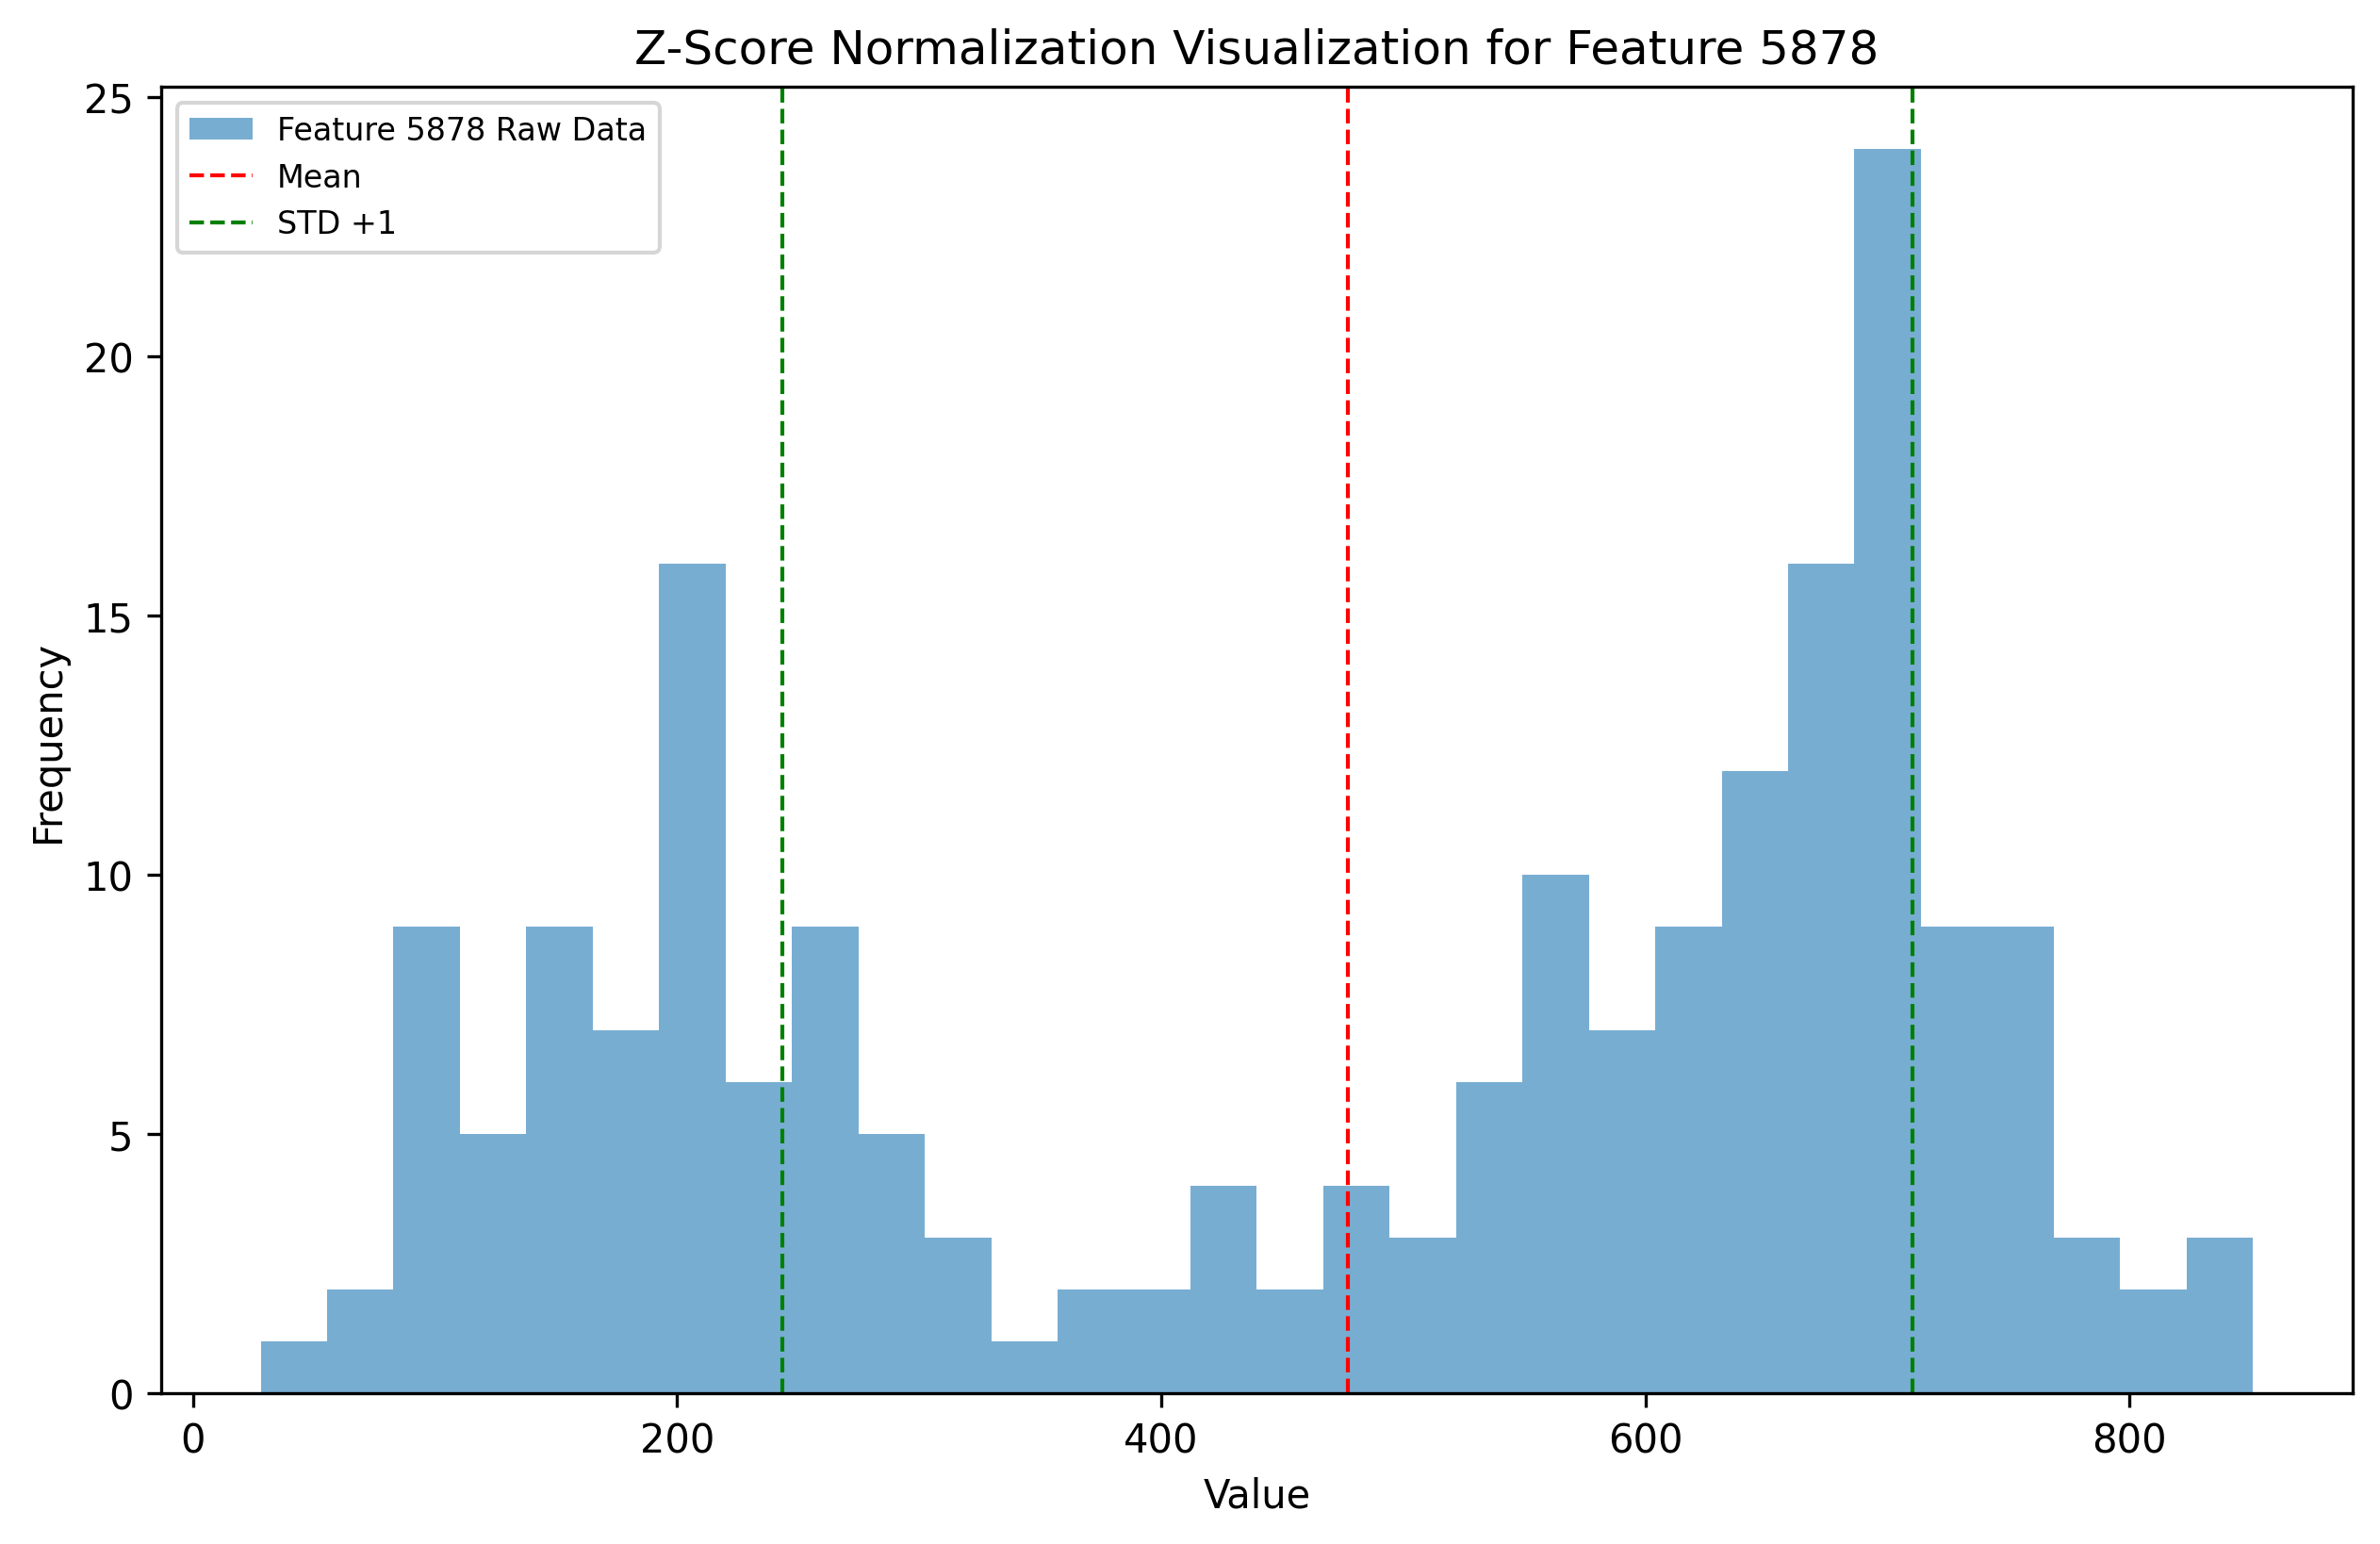 Z-Score Normalization Visualization for Feature 5878
Feature 5878 Raw Data
Mean
STD +1
25
20
15
10
5
0
Frequency
0 200 400 600 800
Value